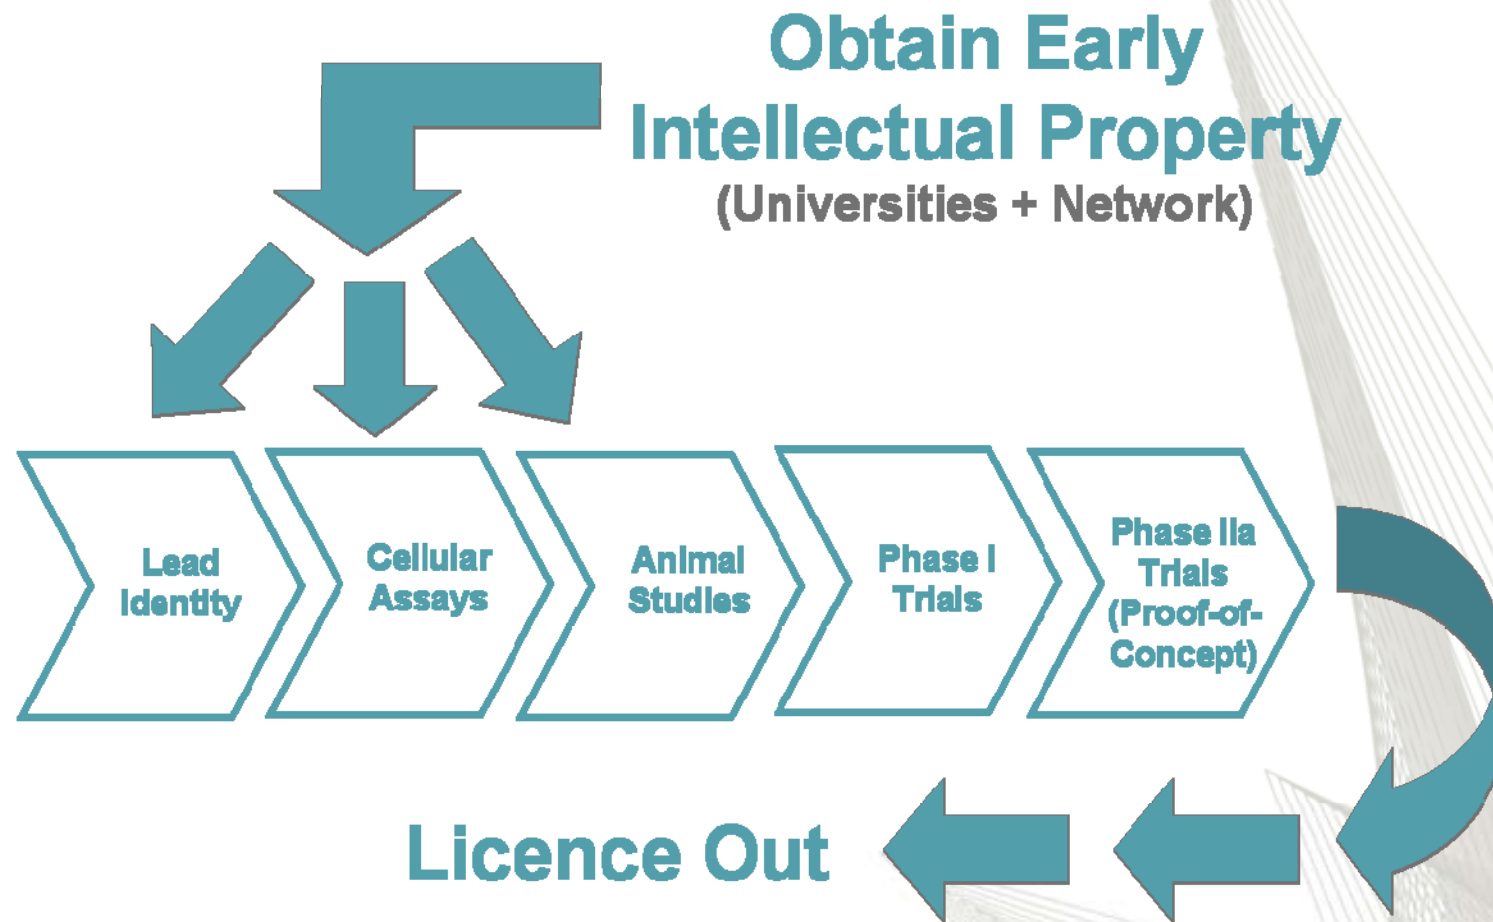 Obtain Early
Intellectual Property
(Universities + Network)
Lead
Identity
Cellular
Assays
Animal
Studies
Phase I
Trials
Phase IIa
Trials
(Proof-of-
Concept)
Licence Out